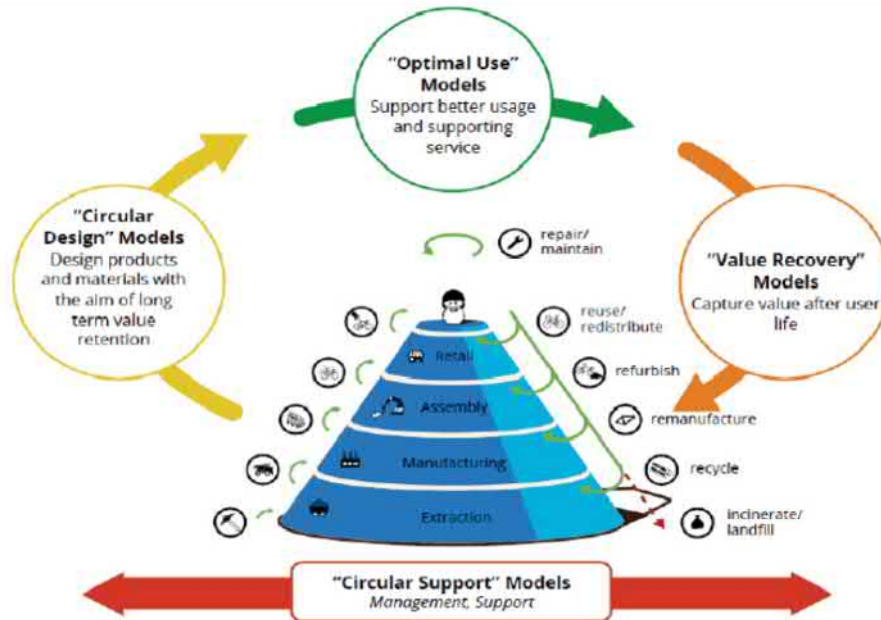 "Optimal Use"
Models
Support better usage
and supporting
service
"Circular
Design" Models
Design products
and materials with
the aim of long
term value
retention
"Value Recovery"
Models
Capture value after user
life
repair/
maintain
reuse/
redistribute
refurbish
remanufacture
recycle
incinerate/
landfill
Retail
Assembly
Manufacturing
Extraction
"Circular Support" Models
Management, Support